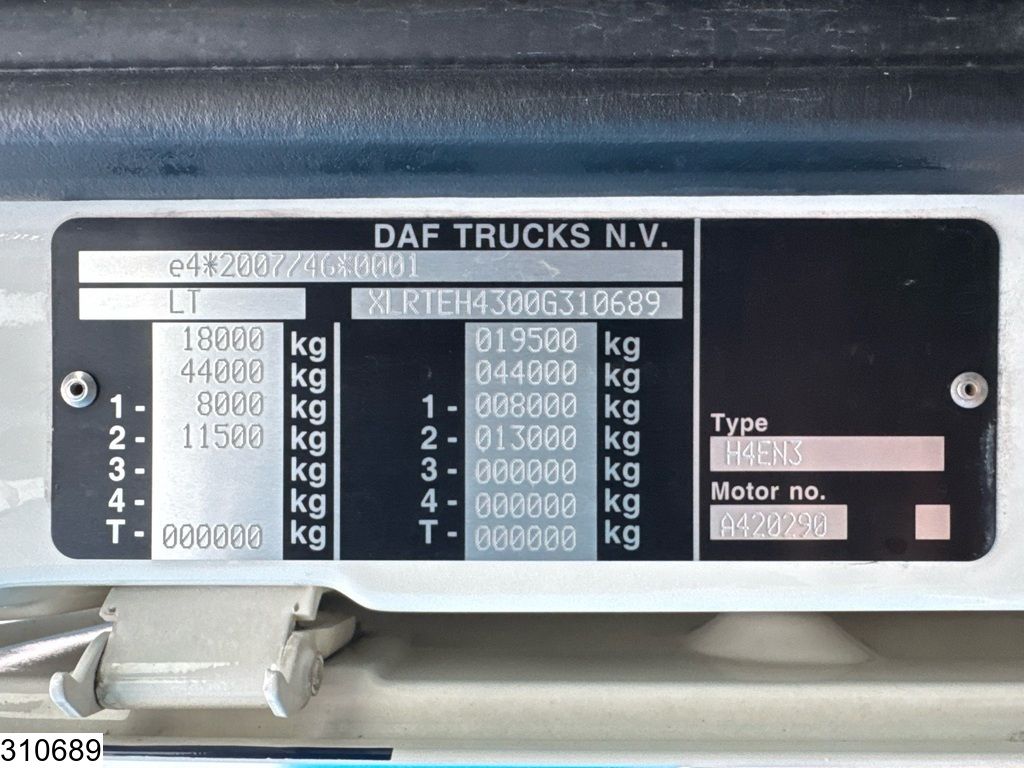 DAF TRUCKS N.V.
e4*2007/46*0001
LT XLRTEH4300G310689
18000 kg 019500 kg
44000 kg 044000 kg
1- 8000 kg 1- 008000 kg
2- 11500 kg 2- 013000 kg
3- kg 3- 000000 kg
4- kg 4- 000000 kg
T- 000000 kg T- 000000 kg
Type
H4EN3
Motor no.
A420290
310689